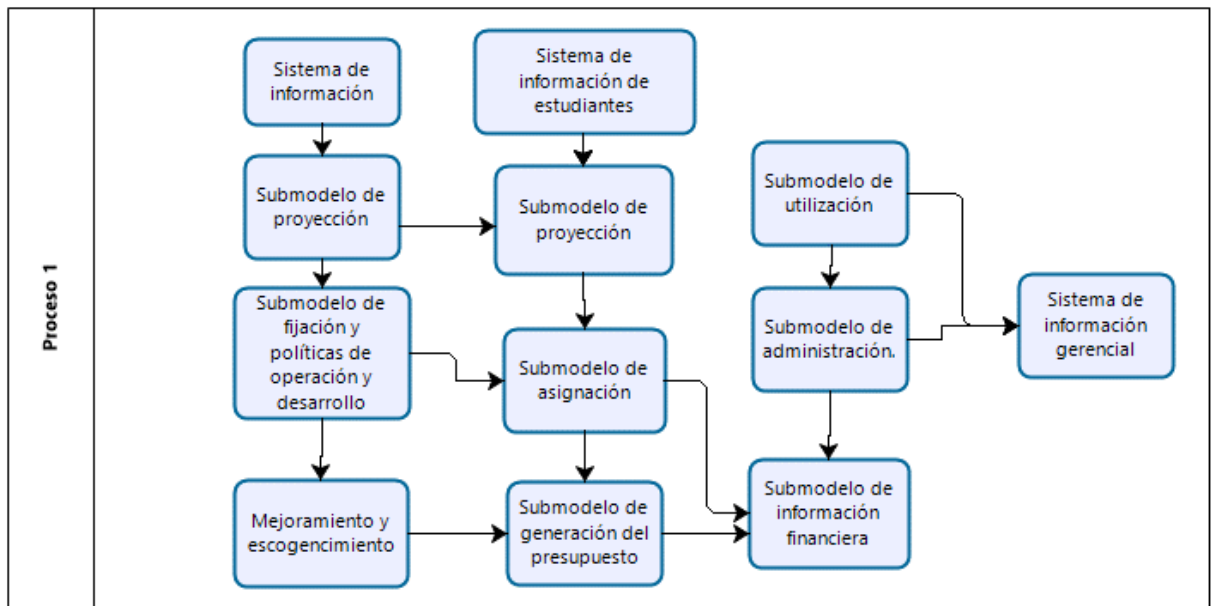 Proceso 1
Sistema de
información
Submodelo de
proyección
Submodelo de
fijación y
políticas de
operación y
desarrollo
Mejoramiento y
escogencimiento
Sistema de
información de
estudiantes
Submodelo de
proyección
Submodelo de
asignación
Submodelo de
generación del
presupuesto
Submodelo de
utilización
Submodelo de
administración.
Submodelo de
información
financiera
Sistema de
información
gerencial